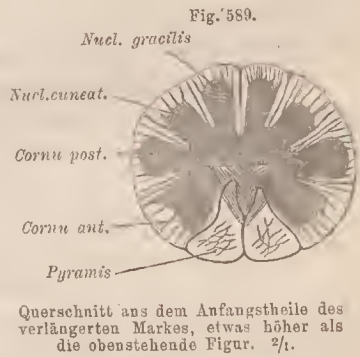 Fig. 589.
Nucl. gracilis
Nucl. cuneat.
Cornu post.
Cornu ant.
Pyramis
Querschnitt aus dem Anfangstheile des
verlängerten Markes, etwas höher als
die obenstehende Figur. 2/1.